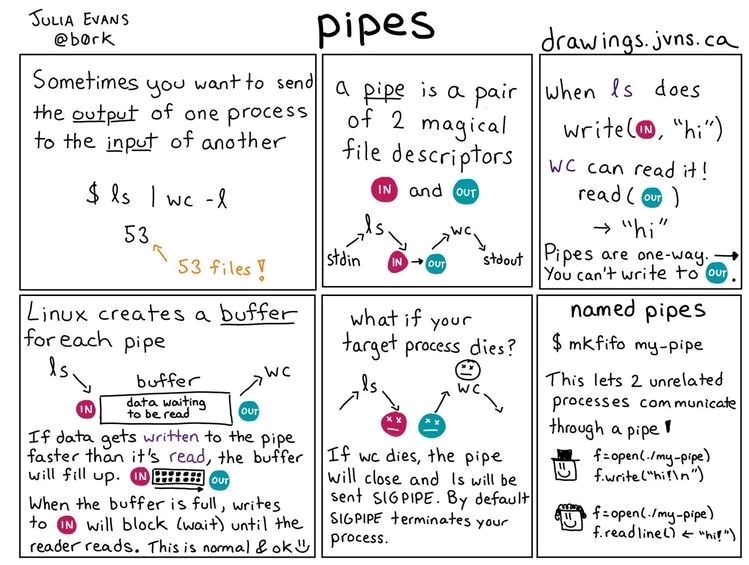 JULIA EVANS
@b0rk
pipes
drawings.jvns.ca
Sometimes you want to send
the output of one process
to the input of another
$ ls | wc -l
53
53 files!
a pipe is a pair
of 2 magical
file descriptors
IN and OUT
ls
wc
stdin
IN
OUT
stdout
when ls does
write(IN, "hi")
wc can read it!
read(OUT)
→ "hi"
Pipes are one-way. →
You can't write to OUT.
Linux creates a buffer
for each pipe
ls
buffer
wc
IN
data waiting
to be read
OUT
If data gets written to the pipe
faster than it's read, the buffer
will fill up. IN OUT
When the buffer is full, writes
to IN will block (wait) until the
reader reads. This is normal & ok
what if your
target process dies?
ls
wc
If wc dies, the pipe
will close and ls will be
sent SIGPIPE. By default
SIGPIPE terminates your
process.
named pipes
$ mkfifo my-pipe
This lets 2 unrelated
processes communicate
through a pipe!
f=open(./my-pipe)
f.write("hi!\n")
f=open(./my-pipe)
f.readline() ← "hi!"